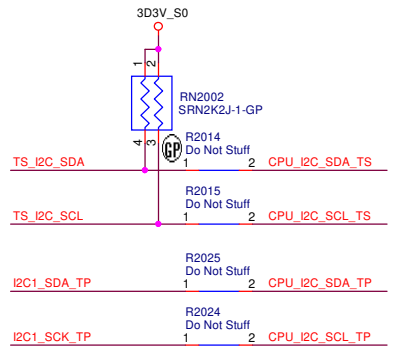 3D3V_S0
1 2
RN2002
SRN2K2J-1-GP
4 3
GP
R2014
Do Not Stuff
TS_I2C_SDA 1 2 CPU_I2C_SDA_TS
R2015
Do Not Stuff
TS_I2C_SCL 1 2 CPU_I2C_SCL_TS
R2025
Do Not Stuff
I2C1_SDA_TP 1 2 CPU_I2C_SDA_TP
R2024
Do Not Stuff
I2C1_SCK_TP 1 2 CPU_I2C_SCL_TP